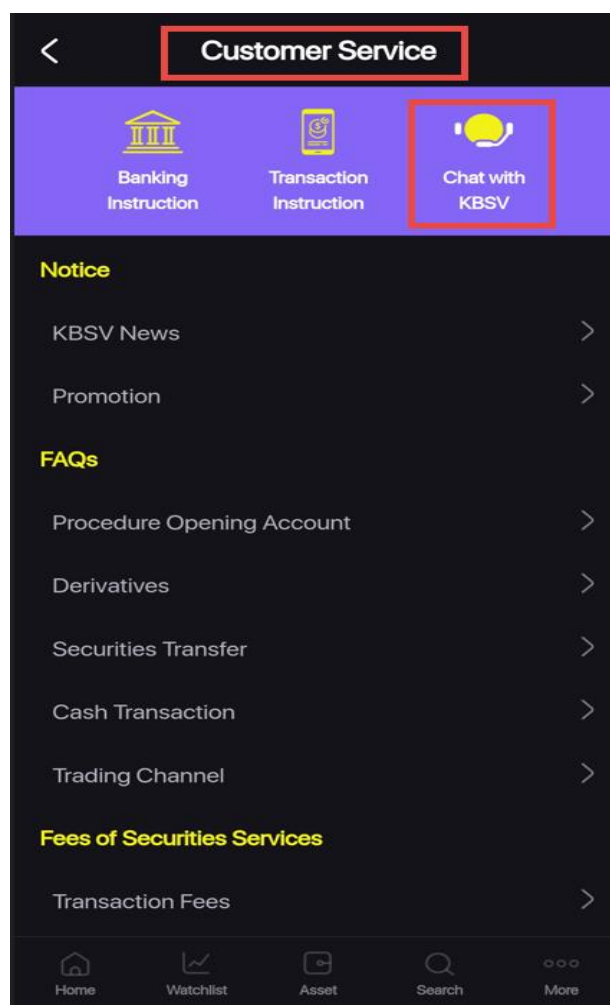 Customer Service
Banking
Instruction
Transaction
Instruction
Chat with
KBSV
Notice
KBSV News
Promotion
FAQs
Procedure Opening Account
Derivatives
Securities Transfer
Cash Transaction
Trading Channel
Fees of Securities Services
Transaction Fees
Home
Watchlist
Asset
Search
More